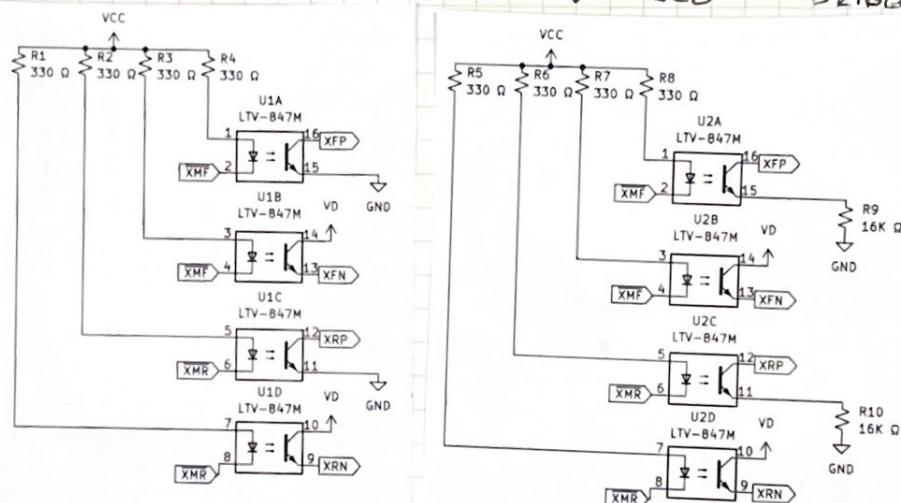 VCC
R1
330 Ω
R2
330 Ω
R3
330 Ω
R4
330 Ω
U1A
LTV-847M
1
16
XFP
XMF
2
15
GND
U1B
LTV-847M
VD
3
14
XMF
4
13
XFN
U1C
LTV-847M
5
12
XRP
XMR
6
11
GND
U1D
LTV-847M
VD
7
10
XMR
8
9
XRN
VCC
R5
330 Ω
R6
330 Ω
R7
330 Ω
R8
330 Ω
U2A
LTV-847M
1
16
XFP
XMF
2
15
R9
16K Ω
GND
U2B
LTV-847M
VD
3
14
XMF
4
13
XFN
U2C
LTV-847M
5
12
XRP
XMR
6
11
R10
16K Ω
GND
U2D
LTV-847M
VD
7
10
XMR
8
9
XRN